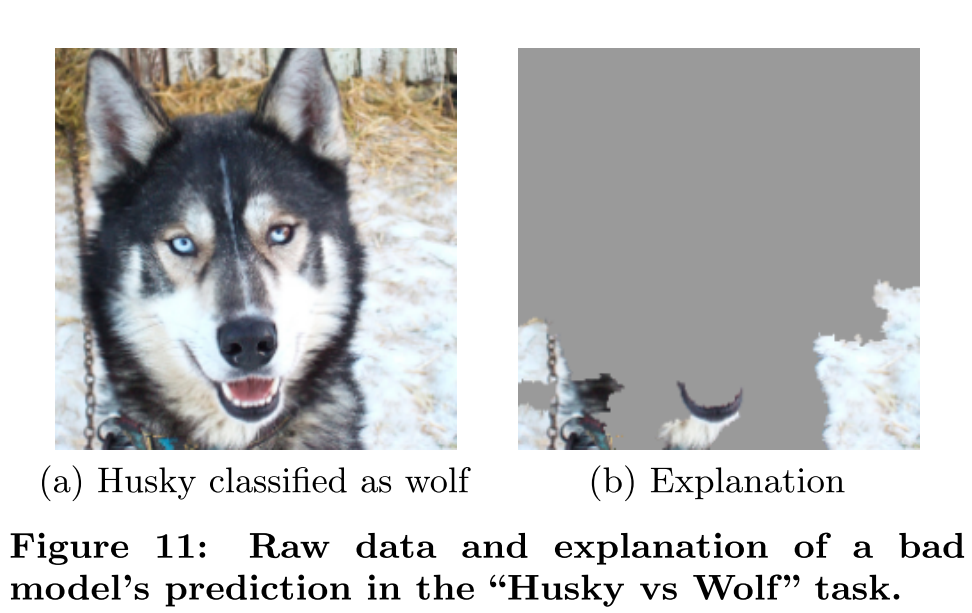 (a) Husky classified as wolf
(b) Explanation
Figure 11: Raw data and explanation of a bad
model's prediction in the “Husky vs Wolf” task.